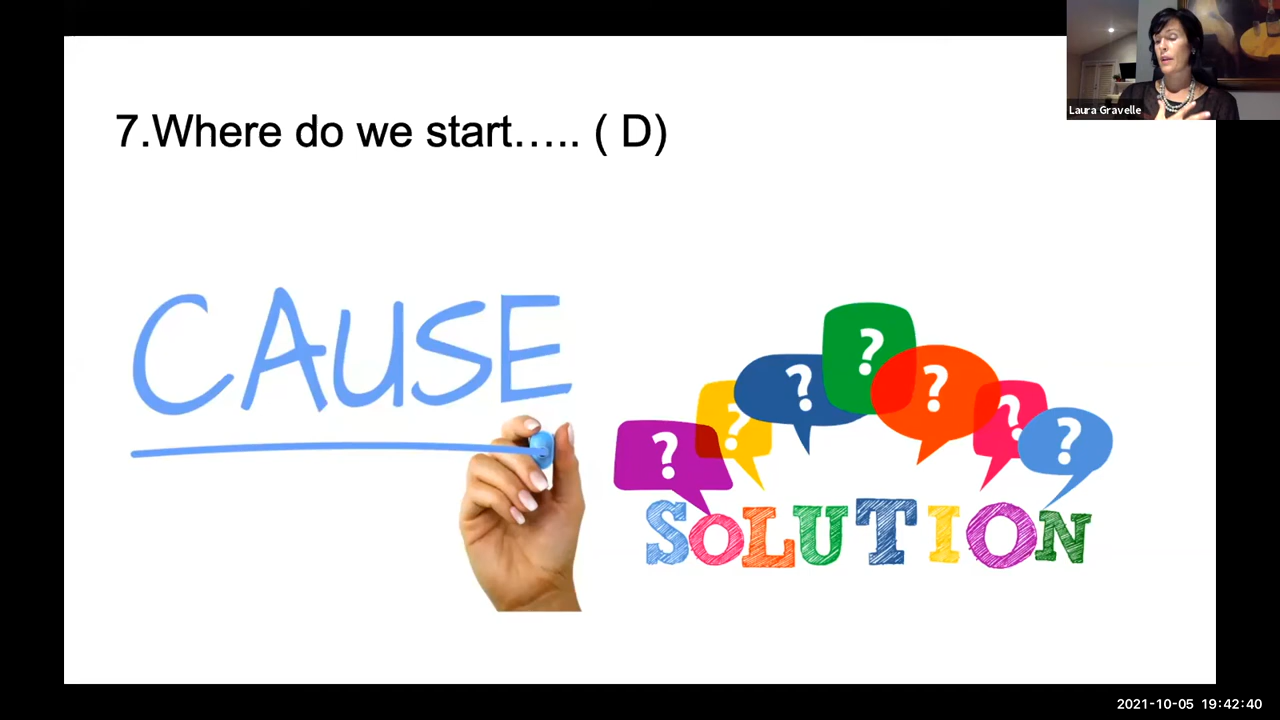 7.Where do we start….. ( D)
Laura Gravelle
CAUSE
? ? ? ? ? ? ?
SOLUTION
2021-10-05 19:42:40